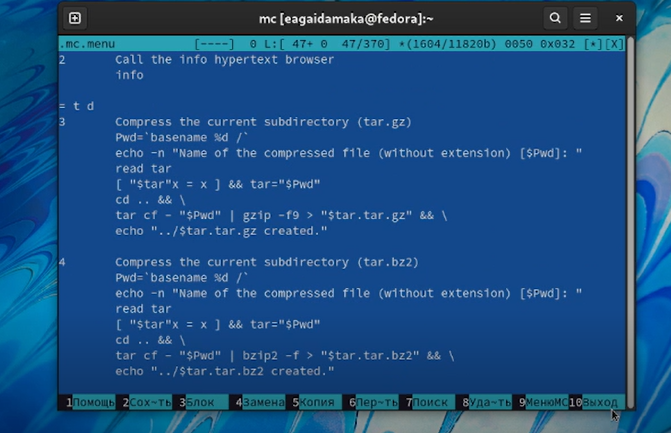 mc [eagaidamaka@fedora]:~
.mc.menu [----] 0 L:[ 47+ 0 47/370] *(1604/11820b) 0050 0x032 [*][X]
2 Call the info hypertext browser
info
= t d
3 Compress the current subdirectory (tar.gz)
Pwd=`basename %d /`
echo -n "Name of the compressed file (without extension) [$Pwd]: "
read tar
[ "$tar"x = x ] && tar="$Pwd"
cd .. && \
tar cf - "$Pwd" | gzip -f9 > "$tar.tar.gz" && \
echo "../$tar.tar.gz created."
4 Compress the current subdirectory (tar.bz2)
Pwd=`basename %d /`
echo -n "Name of the compressed file (without extension) [$Pwd]: "
read tar
[ "$tar"x = x ] && tar="$Pwd"
cd .. && \
tar cf - "$Pwd" | bzip2 -f > "$tar.tar.bz2" && \
echo "../$tar.tar.bz2 created."
1Помощь 2Сох~ть 3Блок 4Замена 5Копия 6Пер~ть 7Поиск 8Уда~ть 9МенюMC 10Выход